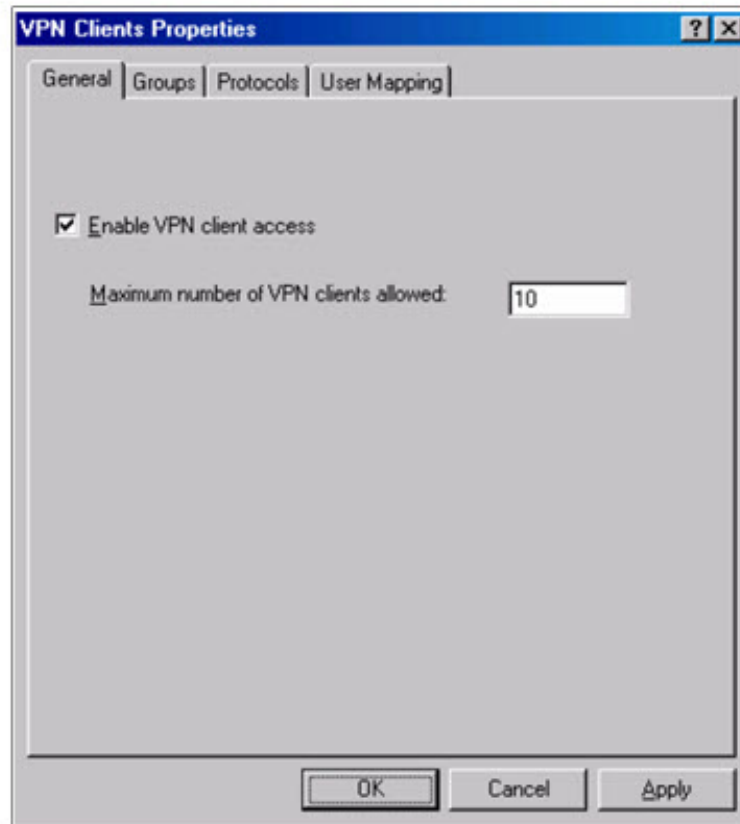 VPN Clients Properties
General Groups Protocols User Mapping
Enable VPN client access
Maximum number of VPN clients allowed: 10
OK Cancel Apply